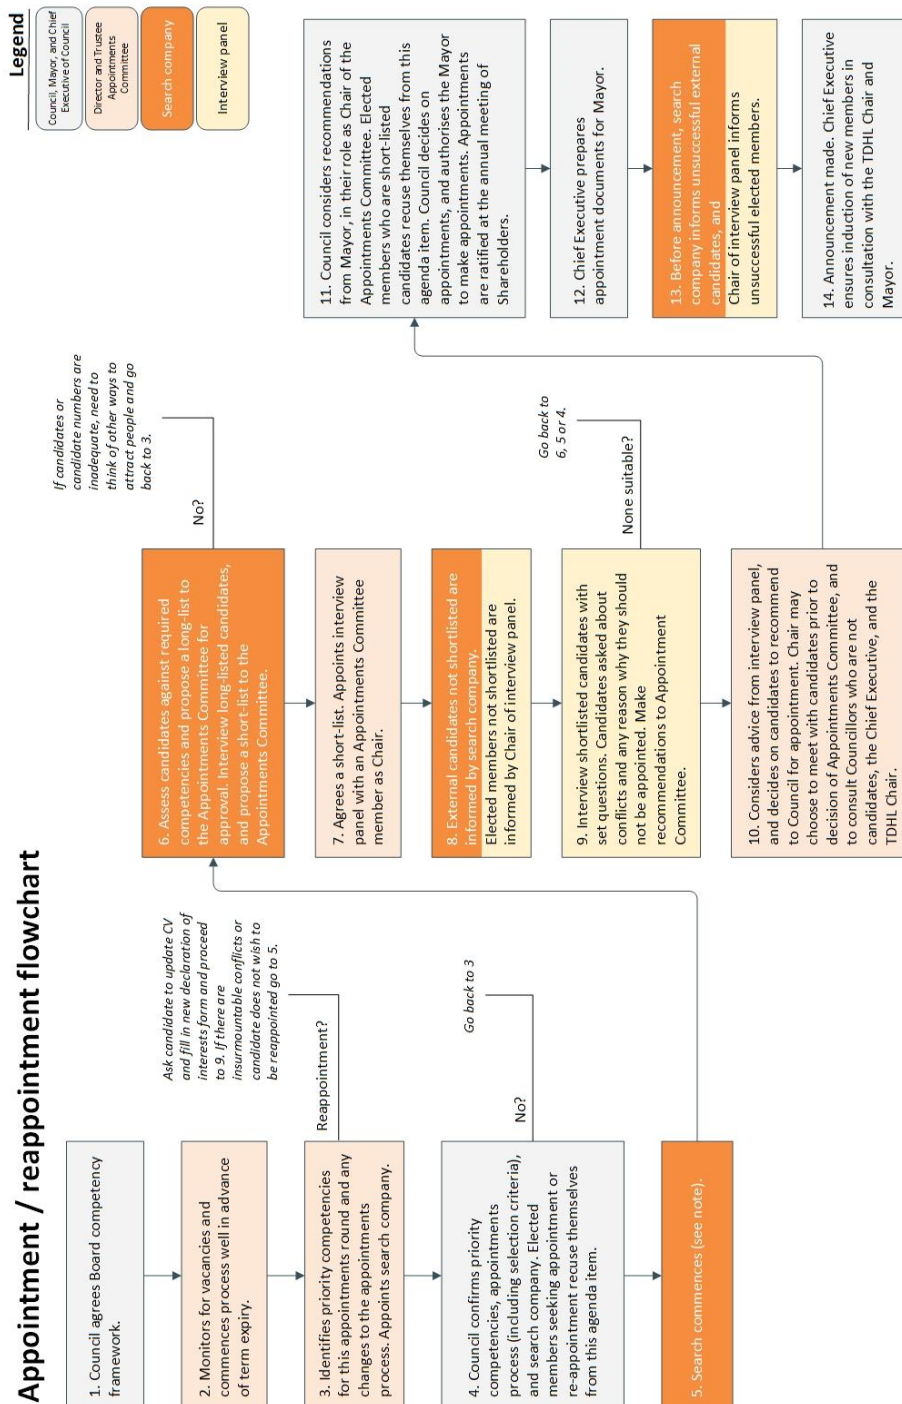 Appointment / reappointment flowchart
Legend
Council, Mayor, and Chief
Executive of Council
Director and Trustee
Appointments
Committee
Search company
Interview panel
1. Council agrees Board competency
framework.
2. Monitors for vacancies and
commences process well in advance
of term expiry.
3. Identifies priority competencies
for this appointments round and any
changes to the appointments
process. Appoints search company.
Reappointment?
Ask candidate to update CV
and fill in new declaration of
interests form and proceed
to 9. If there are
insurmountable conflicts or
candidate does not wish to
be reappointed go to 5.
4. Council confirms priority
competencies, appointments
process (including selection criteria),
and search company. Elected
members seeking appointment or
re-appointment recuse themselves
from this agenda item.
No?
Go back to 3
5. Search commences (see note).
6. Assess candidates against required
competencies and propose a long-list to
the Appointments Committee for
approval. Interview long-listed candidates,
and propose a short-list to the
Appointments Committee.
No?
If candidates or
candidate numbers are
inadequate, need to
think of other ways to
attract people and go
back to 3.
7. Agrees a short-list. Appoints interview
panel with an Appointments Committee
member as Chair.
8. External candidates not shortlisted are
informed by search company.
Elected members not shortlisted are
informed by Chair of interview panel.
9. Interview shortlisted candidates with
set questions. Candidates asked about
conflicts and any reason why they should
not be appointed. Make
recommendations to Appointment
Committee.
None suitable?
Go back to
6, 5 or 4.
10. Considers advice from interview panel,
and decides on candidates to recommend
to Council for appointment. Chair may
choose to meet with candidates prior to
decision of Appointments Committee, and
to consult Councillors who are not
candidates, the Chief Executive, and the
TDHL Chair.
11. Council considers recommendations
from Mayor, in their role as Chair of the
Appointments Committee. Elected
members who are short-listed
candidates recuse themselves from this
agenda item. Council decides on
appointments, and authorises the Mayor
to make appointments. Appointments
are ratified at the annual meeting of
Shareholders.
12. Chief Executive prepares
appointment documents for Mayor.
13. Before announcement, search
company informs unsuccessful external
candidates, and
Chair of interview panel informs
unsuccessful elected members.
14. Announcement made. Chief Executive
ensures induction of new members in
consultation with the TDHL Chair and
Mayor.